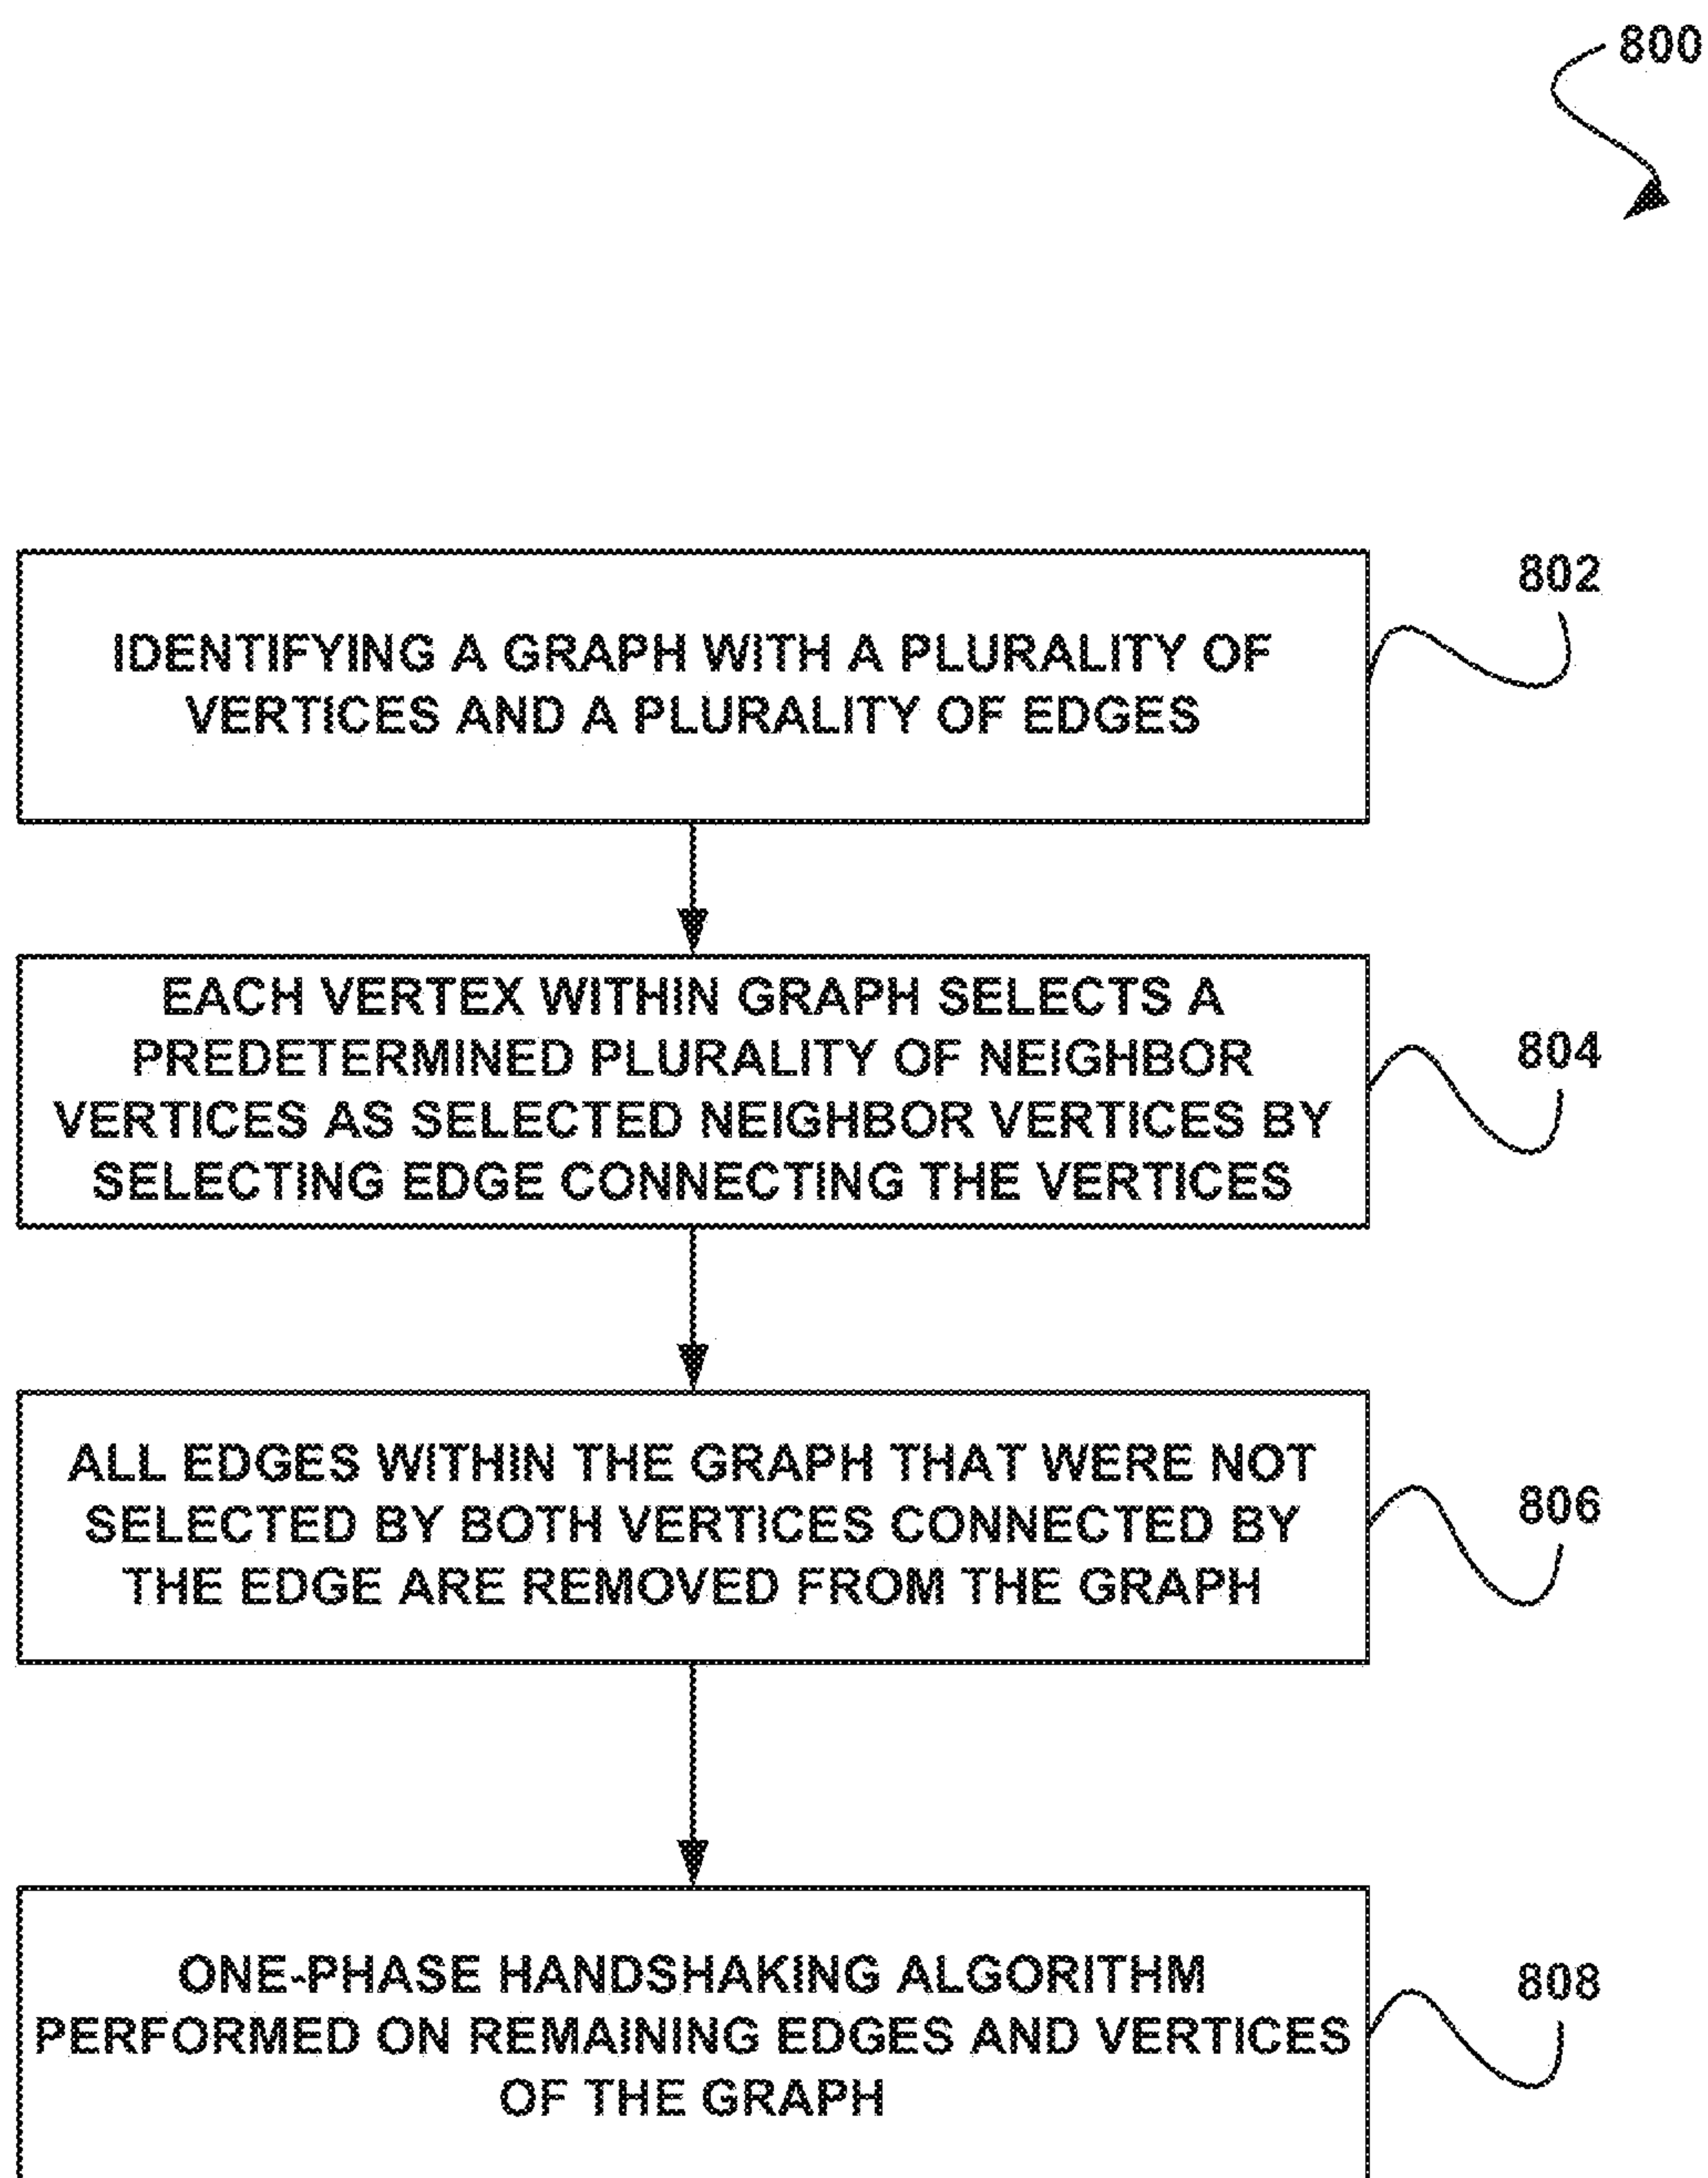 800
802
IDENTIFYING A GRAPH WITH A PLURALITY OF
VERTICES AND A PLURALITY OF EDGES
EACH VERTEX WITHIN GRAPH SELECTS A
PREDETERMINED PLURALITY OF NEIGHBOR
VERTICES AS SELECTED NEIGHBOR VERTICES BY
SELECTING EDGE CONNECTING THE VERTICES
804
ALL EDGES WITHIN THE GRAPH THAT WERE NOT
SELECTED BY BOTH VERTICES CONNECTED BY
THE EDGE ARE REMOVED FROM THE GRAPH
806
ONE-PHASE HANDSHAKING ALGORITHM
PERFORMED ON REMAINING EDGES AND VERTICES
OF THE GRAPH
808